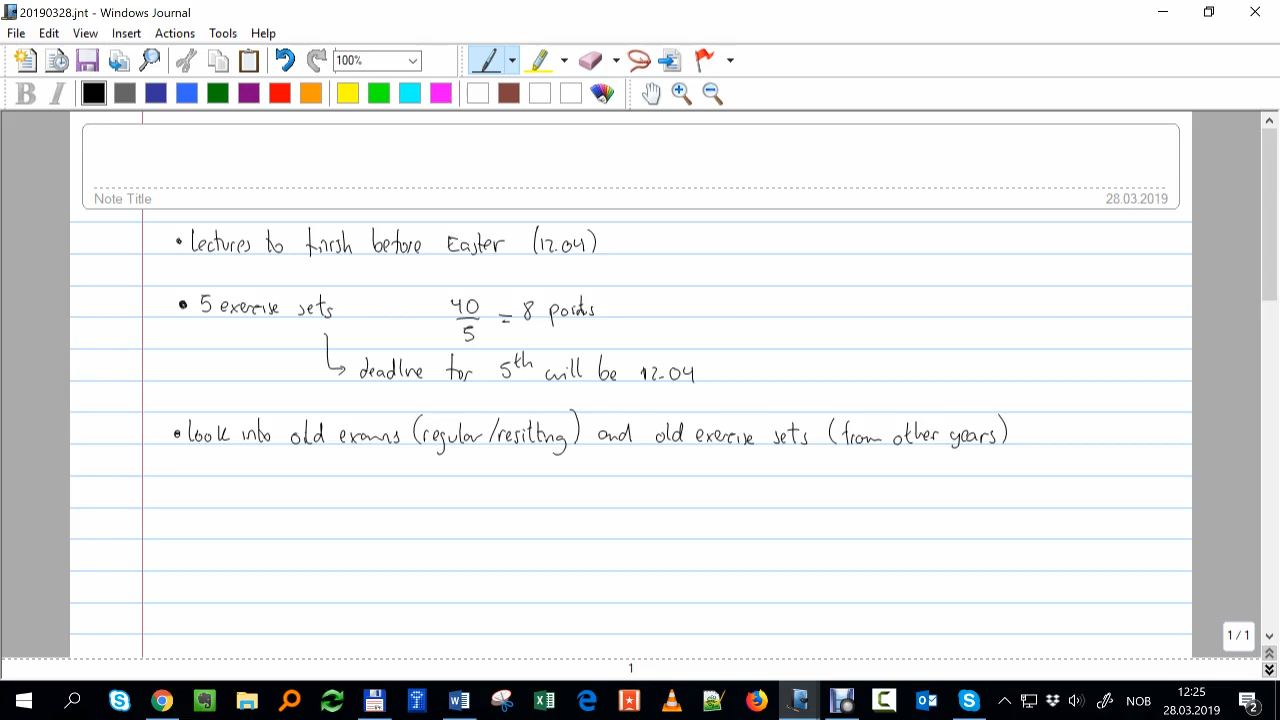 20190328.jnt - Windows Journal
File Edit View Insert Actions Tools Help
100%
B I
Note Title
28.03.2019
• lectures to finish before Easter (12.04)
• 5 exercise sets 40/5 = 8 points
↳ deadline for 5th will be 12.04
• look into old exams (regular/resitting) and old exercise sets (from other years)
1 / 1
1
NOB
12:25
28.03.2019
2